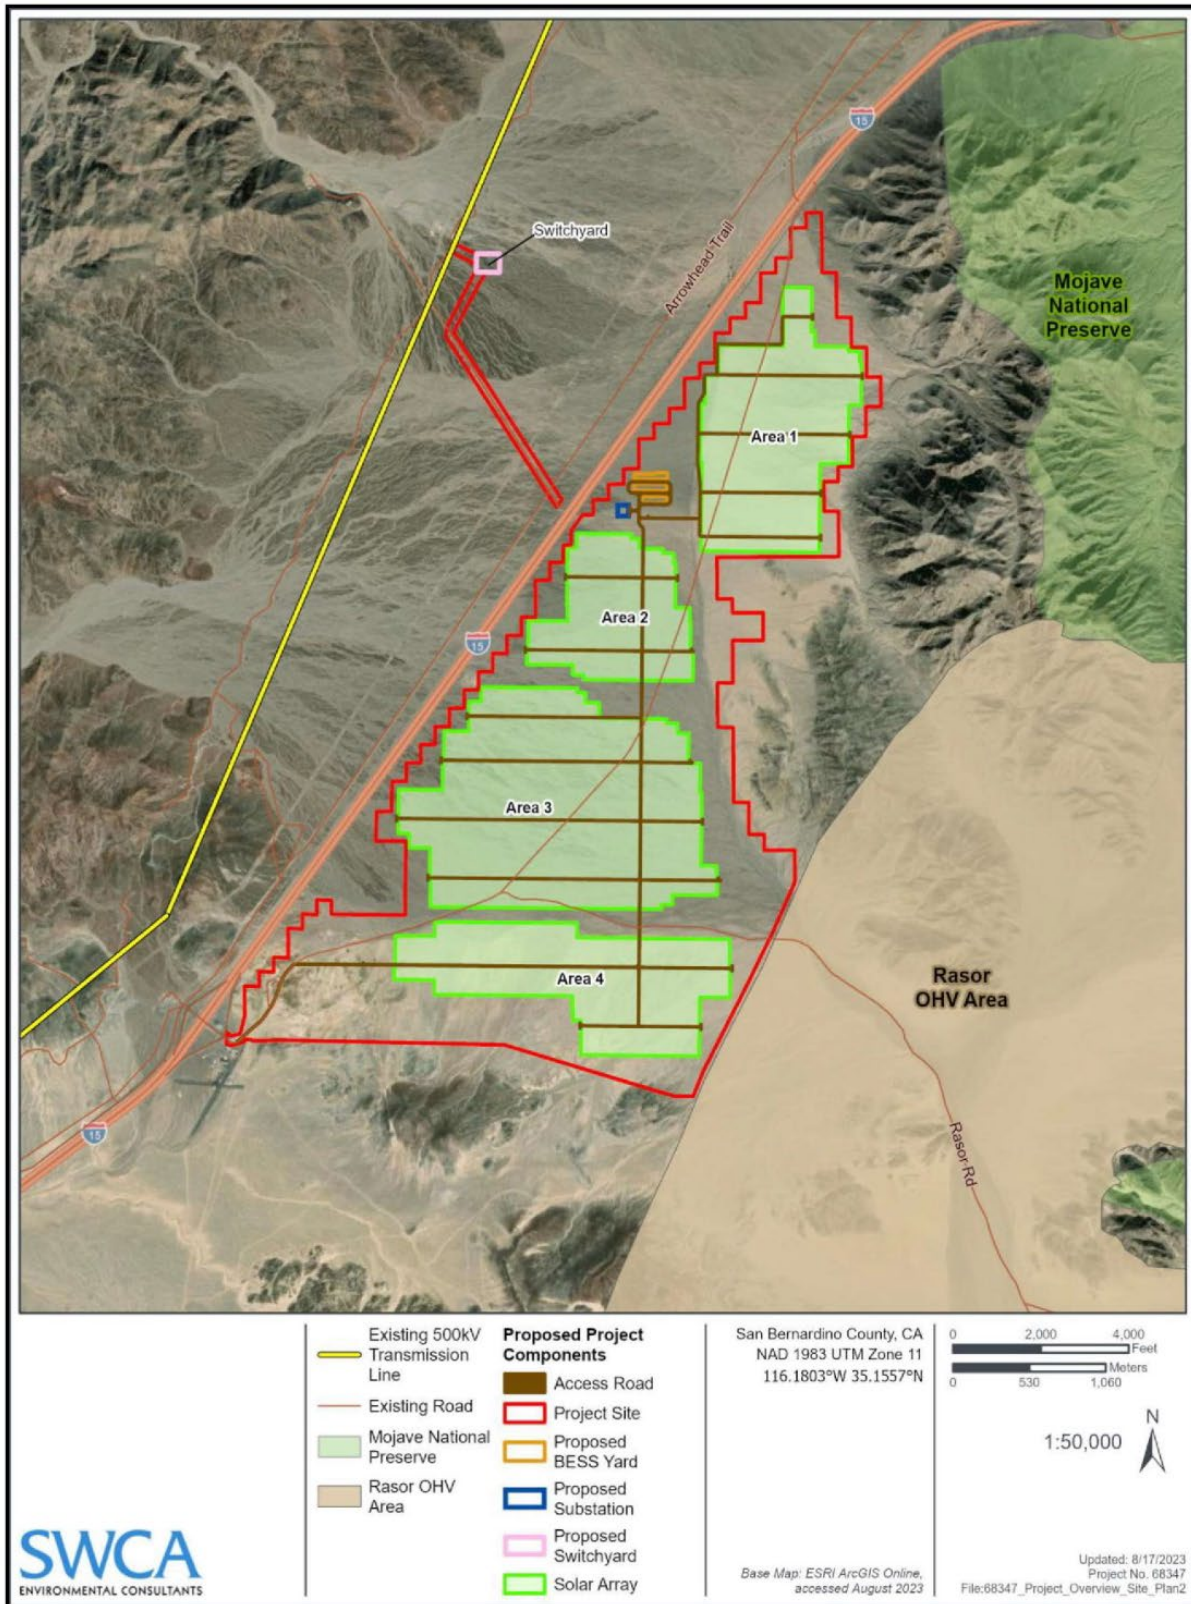 15
Switchyard
Arrowhead Trail
Mojave
National
Preserve
Area 1
Area 2
15
Area 3
Area 4
Rasor
OHV Area
15
Rasor Rd
Existing 500kV
Transmission
Line
Existing Road
Mojave National
Preserve
Rasor OHV
Area
Proposed Project
Components
Access Road
Project Site
Proposed
BESS Yard
Proposed
Substation
Proposed
Switchyard
Solar Array
San Bernardino County, CA
NAD 1983 UTM Zone 11
116.1803°W 35.1557°N
Base Map: ESRI ArcGIS Online,
accessed August 2023
0 2,000 4,000
Feet
Meters
0 530 1,060
N
1:50,000
Updated: 8/17/2023
Project No. 68347
File:68347_Project_Overview_Site_Plan2
SWCA
ENVIRONMENTAL CONSULTANTS